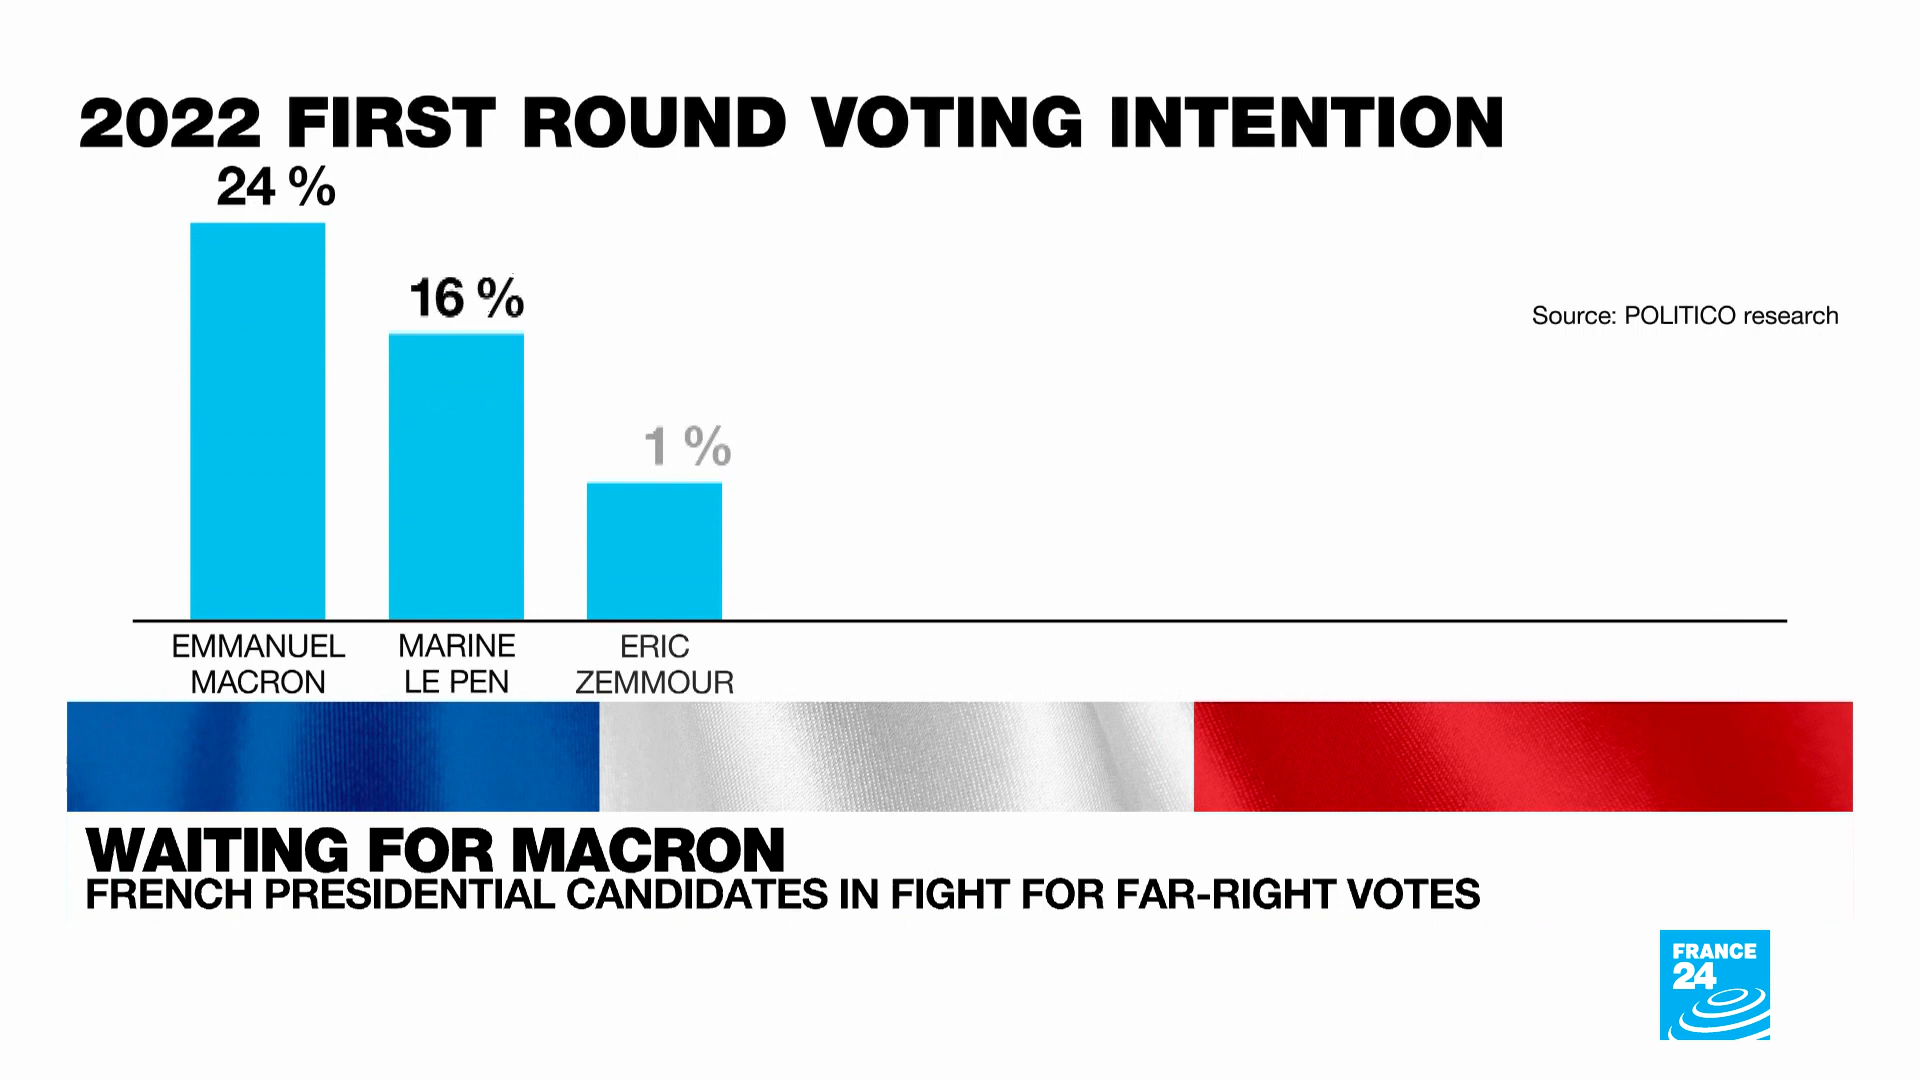 2022 FIRST ROUND VOTING INTENTION
24 %
16 %
1 %
Source: POLITICO research
EMMANUEL
MACRON
MARINE
LE PEN
ERIC
ZEMMOUR
WAITING FOR MACRON
FRENCH PRESIDENTIAL CANDIDATES IN FIGHT FOR FAR-RIGHT VOTES
FRANCE
24